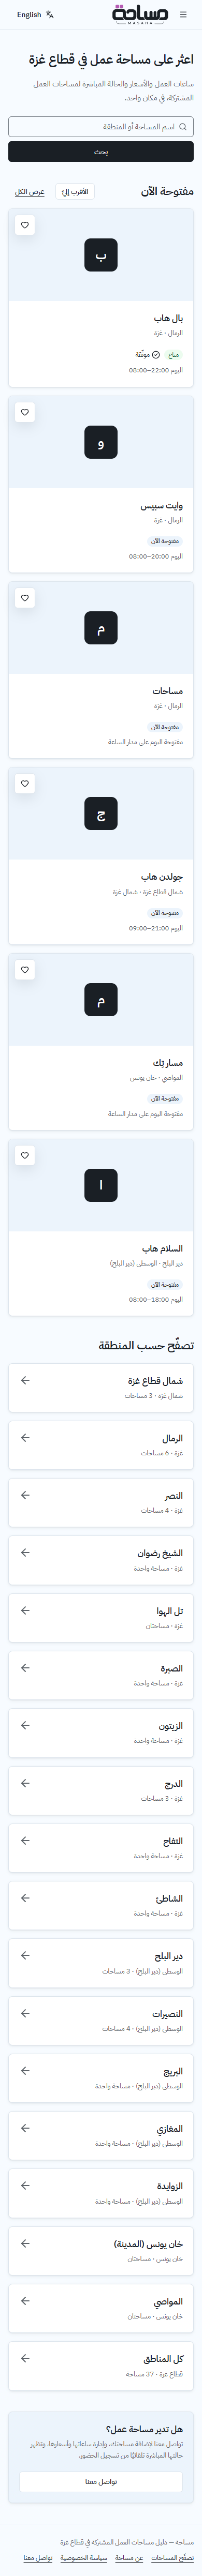 مساحة
MASAHA
English
اعثر على مساحة عمل في قطاع غزة
ساعات العمل والأسعار والحالة المباشرة لمساحات العمل
المشتركة، في مكان واحد.
اسم المساحة أو المنطقة
بحث
مفتوحة الآن
الأقرب إليّ
عرض الكل
ب
بال هاب
الرمال · غزة
متاح
موثّقة
اليوم 22:00–08:00
و
وايت سبيس
الرمال · غزة
مفتوحة الآن
اليوم 20:00–08:00
م
مساحات
الرمال · غزة
مفتوحة الآن
مفتوحة اليوم على مدار الساعة
ج
جولدن هاب
شمال قطاع غزة · شمال غزة
مفتوحة الآن
اليوم 21:00–09:00
م
مسار تِك
المواصي · خان يونس
مفتوحة الآن
مفتوحة اليوم على مدار الساعة
ا
السلام هاب
دير البلح · الوسطى (دير البلح)
مفتوحة الآن
اليوم 18:00–08:00
تصفّح حسب المنطقة
شمال قطاع غزة
شمال غزة · 3 مساحات
الرمال
غزة · 6 مساحات
النصر
غزة · 4 مساحات
الشيخ رضوان
غزة · مساحة واحدة
تل الهوا
غزة · مساحتان
الصبرة
غزة · مساحة واحدة
الزيتون
غزة · مساحة واحدة
الدرج
غزة · 3 مساحات
التفاح
غزة · مساحة واحدة
الشاطئ
غزة · مساحة واحدة
دير البلح
الوسطى (دير البلح) · 3 مساحات
النصيرات
الوسطى (دير البلح) · 4 مساحات
البريج
الوسطى (دير البلح) · مساحة واحدة
المغازي
الوسطى (دير البلح) · مساحة واحدة
الزوايدة
الوسطى (دير البلح) · مساحة واحدة
خان يونس (المدينة)
خان يونس · مساحتان
المواصي
خان يونس · مساحتان
كل المناطق
قطاع غزة · 37 مساحة
هل تدير مساحة عمل؟
تواصل معنا لإضافة مساحتك، وإدارة ساعاتها وأسعارها، وتظهر
حالتها المباشرة تلقائيًا من تسجيل الحضور.
تواصل معنا
مساحة — دليل مساحات العمل المشتركة في قطاع غزة
تصفّح المساحات
عن مساحة
سياسة الخصوصية
تواصل معنا